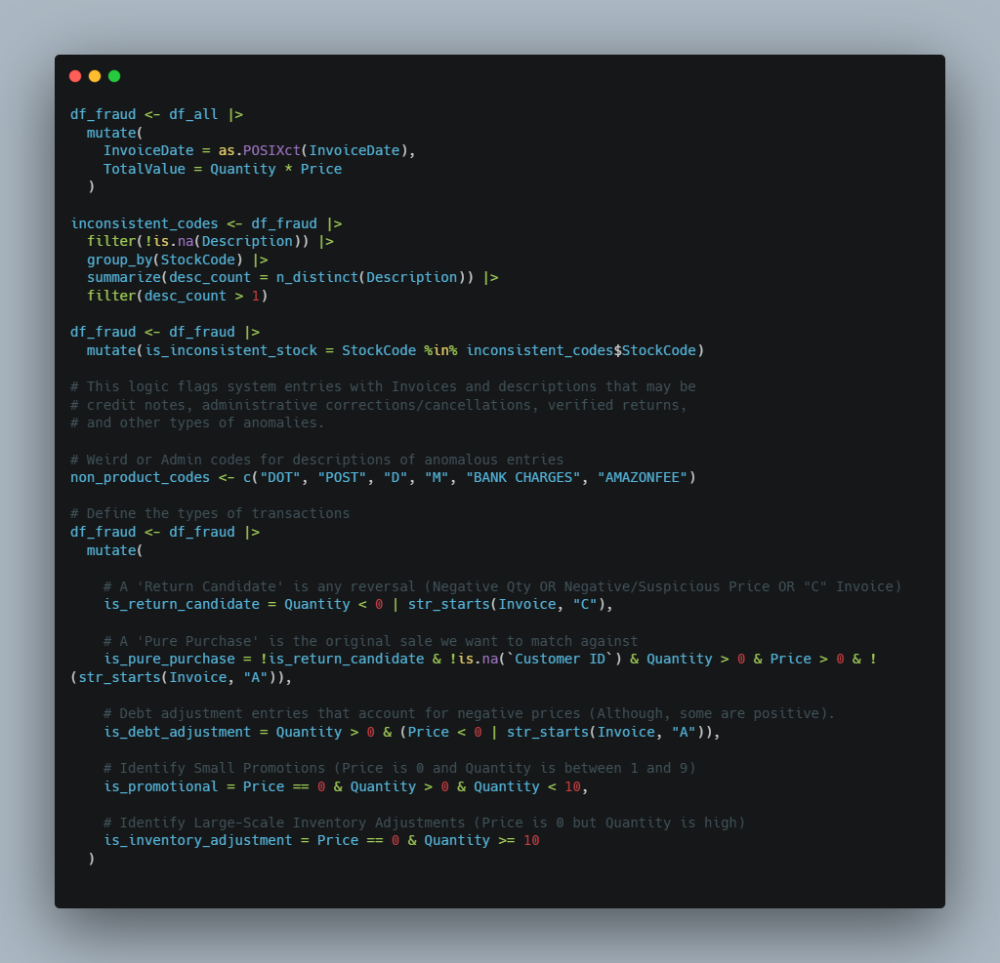 df_fraud <- df_all |>
  mutate(
    InvoiceDate = as.POSIXct(InvoiceDate),
    TotalValue = Quantity * Price
  )

inconsistent_codes <- df_fraud |>
  filter(!is.na(Description)) |>
  group_by(StockCode) |>
  summarize(desc_count = n_distinct(Description)) |>
  filter(desc_count > 1)

df_fraud <- df_fraud |>
  mutate(is_inconsistent_stock = StockCode %in% inconsistent_codes$StockCode)

# This logic flags system entries with Invoices and descriptions that may be
# credit notes, administrative corrections/cancellations, verified returns,
# and other types of anomalies.

# Weird or Admin codes for descriptions of anomalous entries
non_product_codes <- c("DOT", "POST", "D", "M", "BANK CHARGES", "AMAZONFEE")

# Define the types of transactions
df_fraud <- df_fraud |>
  mutate(

    # A 'Return Candidate' is any reversal (Negative Qty OR Negative/Suspicious Price OR "C" Invoice)
    is_return_candidate = Quantity < 0 | str_starts(Invoice, "C"),

    # A 'Pure Purchase' is the original sale we want to match against
    is_pure_purchase = !is_return_candidate & !is.na(`Customer ID`) & Quantity > 0 & Price > 0 & !
(str_starts(Invoice, "A")),

    # Debt adjustment entries that account for negative prices (Although, some are positive).
    is_debt_adjustment = Quantity > 0 & (Price < 0 | str_starts(Invoice, "A")),

    # Identify Small Promotions (Price is 0 and Quantity is between 1 and 9)
    is_promotional = Price == 0 & Quantity > 0 & Quantity < 10,

    # Identify Large-Scale Inventory Adjustments (Price is 0 but Quantity is high)
    is_inventory_adjustment = Price == 0 & Quantity >= 10
  )